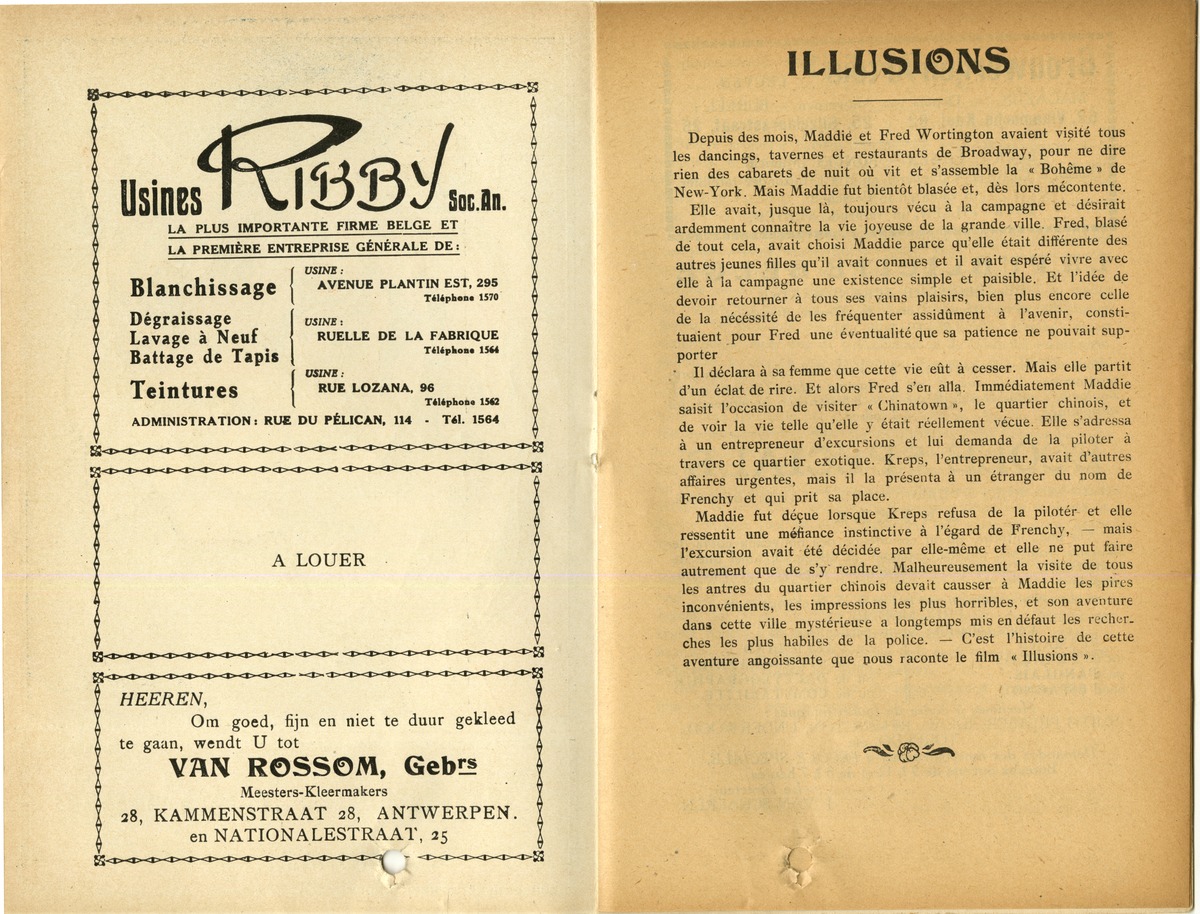 Usines RIBBY Soc. An.
LA PLUS IMPORTANTE FIRME BELGE ET
LA PREMIÈRE ENTREPRISE GÉNÉRALE DE :
Blanchissage
USINE :
AVENUE PLANTIN EST, 295
Téléphone 1570
Dégraissage
Lavage à Neuf
Battage de Tapis
USINE :
RUELLE DE LA FABRIQUE
Téléphone 1564
Teintures
USINE :
RUE LOZANA, 96
Téléphone 1562
ADMINISTRATION : RUE DU PÉLICAN, 114 - Tél. 1564
A LOUER
HEEREN,
Om goed, fijn en niet te duur gekleed
te gaan, wendt U tot
VAN ROSSOM, Gebrs
Meesters-Kleermakers
28, KAMMENSTRAAT 28, ANTWERPEN.
en NATIONALESTRAAT, 25
ILLUSIONS
Depuis des mois, Maddie et Fred Wortington avaient visité tous
les dancings, tavernes et restaurants de Broadway, pour ne dire
rien des cabarets de nuit où vit et s'assemble la « Bohême » de
New-York. Mais Maddie fut bientôt blasée et, dès lors mécontente.
Elle avait, jusque là, toujours vécu à la campagne et désirait
ardemment connaître la vie joyeuse de la grande ville. Fred, blasé
de tout cela, avait choisi Maddie parce qu'elle était différente des
autres jeunes filles qu'il avait connues et il avait espéré vivre avec
elle à la campagne une existence simple et paisible. Et l'idée de
devoir retourner à tous ses vains plaisirs, bien plus encore celle
de la nécéssité de les fréquenter assidûment à l'avenir, consti-
tuaient pour Fred une éventualité que sa patience ne pouvait sup-
porter
Il déclara à sa femme que cette vie eût à cesser. Mais elle partit
d'un éclat de rire. Et alors Fred s'en alla. Immédiatement Maddie
saisit l'occasion de visiter « Chinatown », le quartier chinois, et
de voir la vie telle qu'elle y était réellement vécue. Elle s'adressa
à un entrepreneur d'excursions et lui demanda de la piloter à
travers ce quartier exotique. Kreps, l'entrepreneur, avait d'autres
affaires urgentes, mais il la présenta à un étranger du nom de
Frenchy et qui prit sa place.
Maddie fut déçue lorsque Kreps refusa de la pilotér et elle
ressentit une méfiance instinctive à l'égard de Frenchy, — mais
l'excursion avait été décidée par elle-même et elle ne put faire
autrement que de s'y rendre. Malheureusement la visite de tous
les antres du quartier chinois devait causser à Maddie les pires
inconvénients, les impressions les plus horribles, et son aventure
dans cette ville mystérieuse a longtemps mis en défaut les recher-
ches les plus habiles de la police. — C'est l'histoire de cette
aventure angoissante que nous raconte le film « Illusions ».